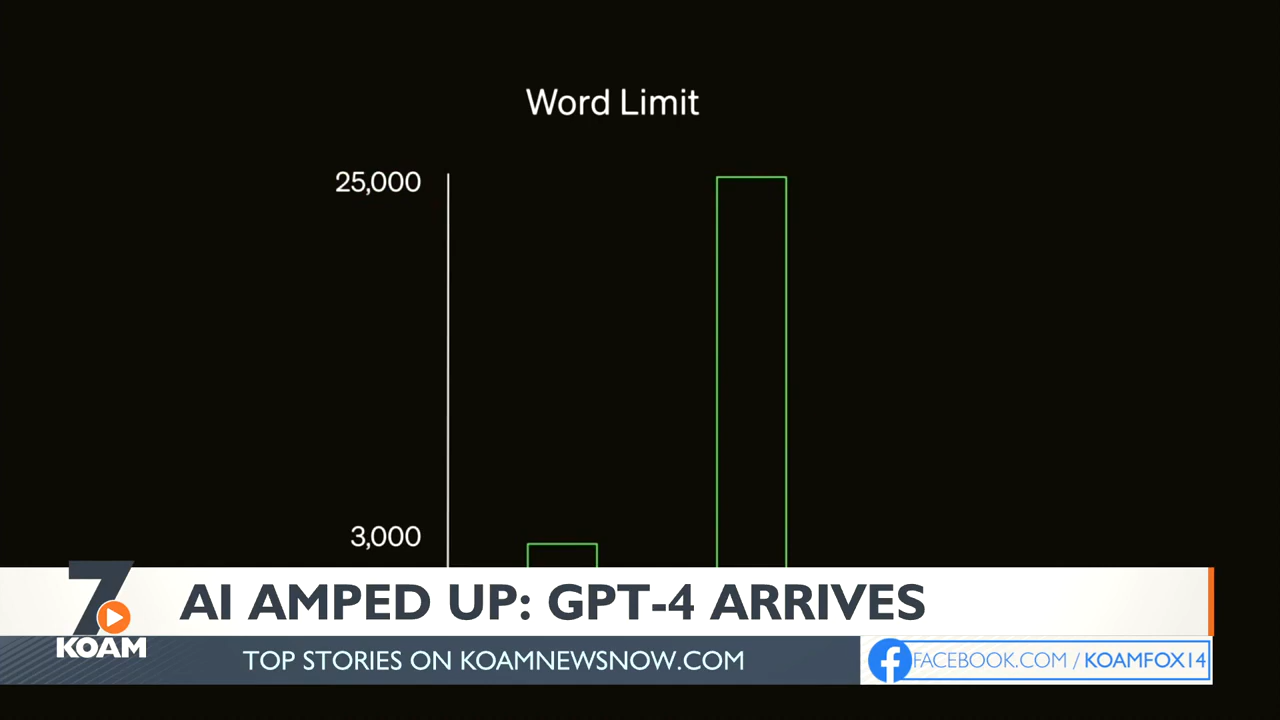 Word Limit
25,000
3,000
7
KOAM
AI AMPED UP: GPT-4 ARRIVES
TOP STORIES ON KOAMNEWSNOW.COM
FACEBOOK.COM / KOAMFOX14